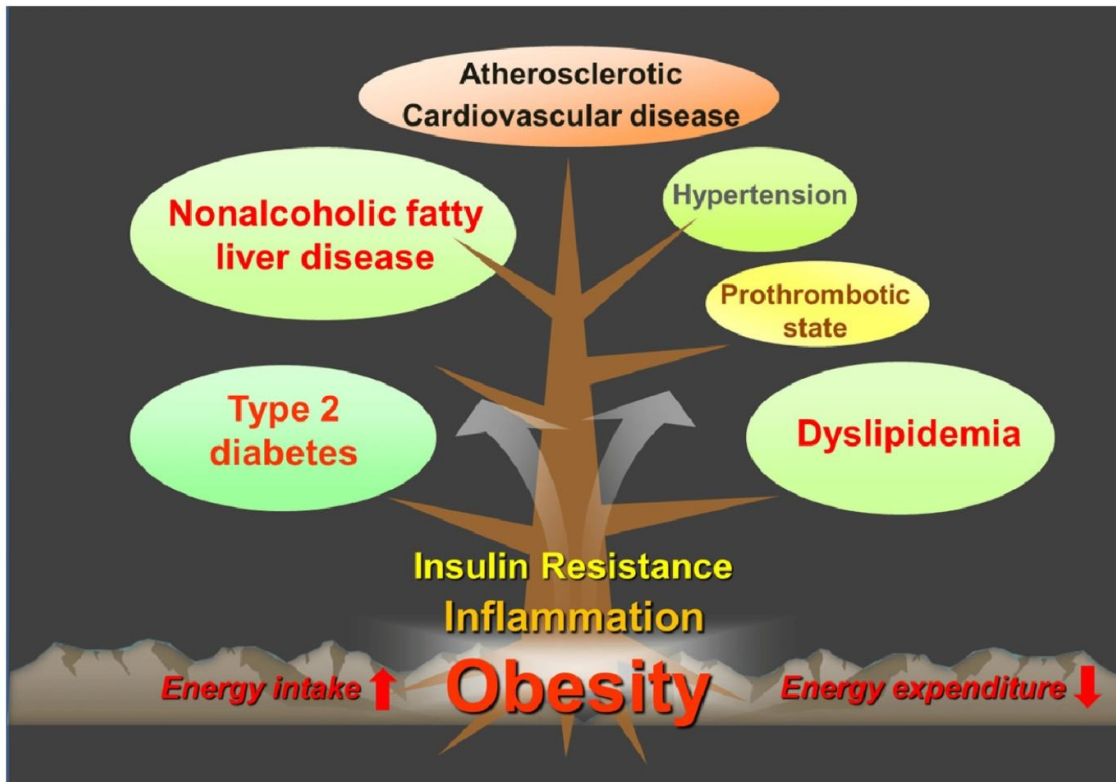 Atherosclerotic
Cardiovascular disease
Hypertension
Nonalcoholic fatty
liver disease
Prothrombotic
state
Type 2
diabetes
Dyslipidemia
Insulin Resistance
Inflammation
Obesity
Energy intake
Energy expenditure